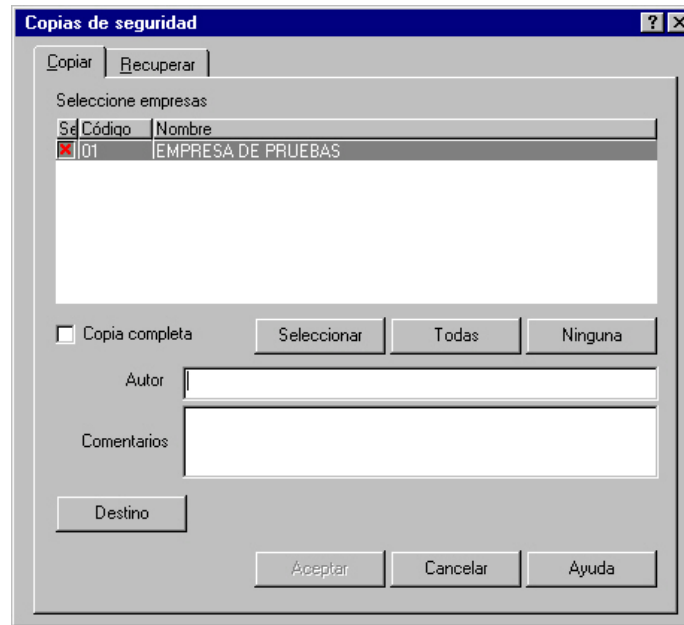 Copias de seguridad
Copiar Recuperar
Seleccione empresas
Se Código Nombre
01 EMPRESA DE PRUEBAS
Copia completa Seleccionar Todas Ninguna
Autor
Comentarios
Destino
Aceptar Cancelar Ayuda